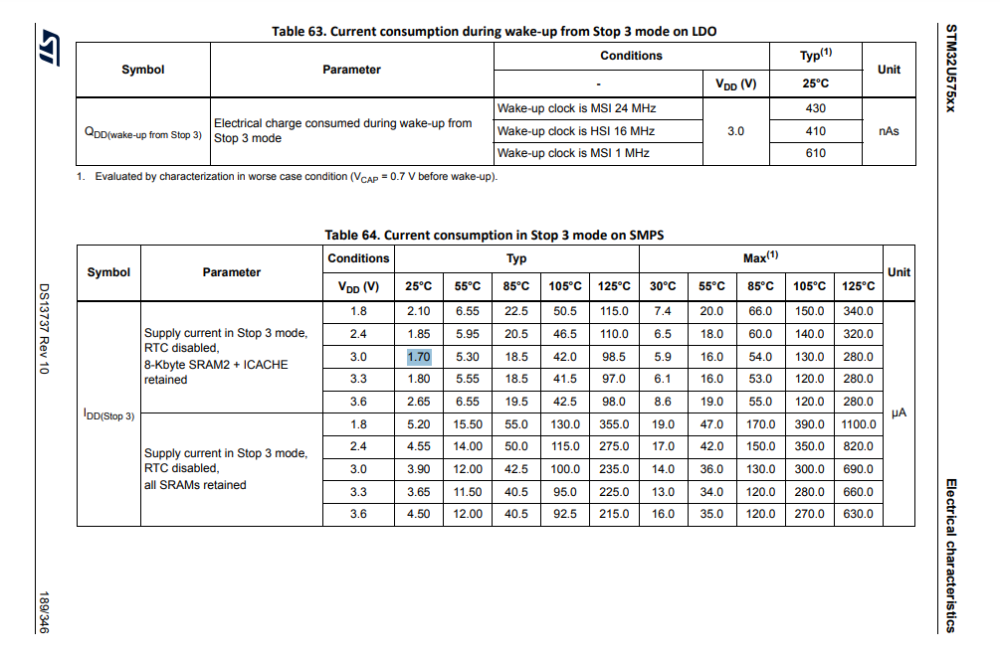 Table 63. Current consumption during wake-up from Stop 3 mode on LDO
Symbol Parameter Conditions Typ(1) Unit
- VDD (V) 25°C
QDD(wake-up from Stop 3) Electrical charge consumed during wake-up from
Stop 3 mode
Wake-up clock is MSI 24 MHz 3.0 430 nAs
Wake-up clock is HSI 16 MHz 410
Wake-up clock is MSI 1 MHz 610
1. Evaluated by characterization in worse case condition (VCAP = 0.7 V before wake-up).
Table 64. Current consumption in Stop 3 mode on SMPS
Symbol Parameter Conditions Typ Max(1) Unit
VDD (V) 25°C 55°C 85°C 105°C 125°C 30°C 55°C 85°C 105°C 125°C
IDD(Stop 3)
Supply current in Stop 3 mode,
RTC disabled,
8-Kbyte SRAM2 + ICACHE
retained
1.8 2.10 6.55 22.5 50.5 115.0 7.4 20.0 66.0 150.0 340.0
2.4 1.85 5.95 20.5 46.5 110.0 6.5 18.0 60.0 140.0 320.0
3.0 1.70 5.30 18.5 42.0 98.5 5.9 16.0 54.0 130.0 280.0
3.3 1.80 5.55 18.5 41.5 97.0 6.1 16.0 53.0 120.0 280.0
3.6 2.65 6.55 19.5 42.5 98.0 8.6 19.0 55.0 120.0 280.0
µA
Supply current in Stop 3 mode,
RTC disabled,
all SRAMs retained
1.8 5.20 15.50 55.0 130.0 355.0 19.0 47.0 170.0 390.0 1100.0
2.4 4.55 14.00 50.0 115.0 275.0 17.0 42.0 150.0 350.0 820.0
3.0 3.90 12.00 42.5 100.0 235.0 14.0 36.0 130.0 300.0 690.0
3.3 3.65 11.50 40.5 95.0 225.0 13.0 34.0 120.0 280.0 660.0
3.6 4.50 12.00 40.5 92.5 215.0 16.0 35.0 120.0 270.0 630.0
ST
DS13737 Rev 10
189/346
STM32U575xx
Electrical characteristics